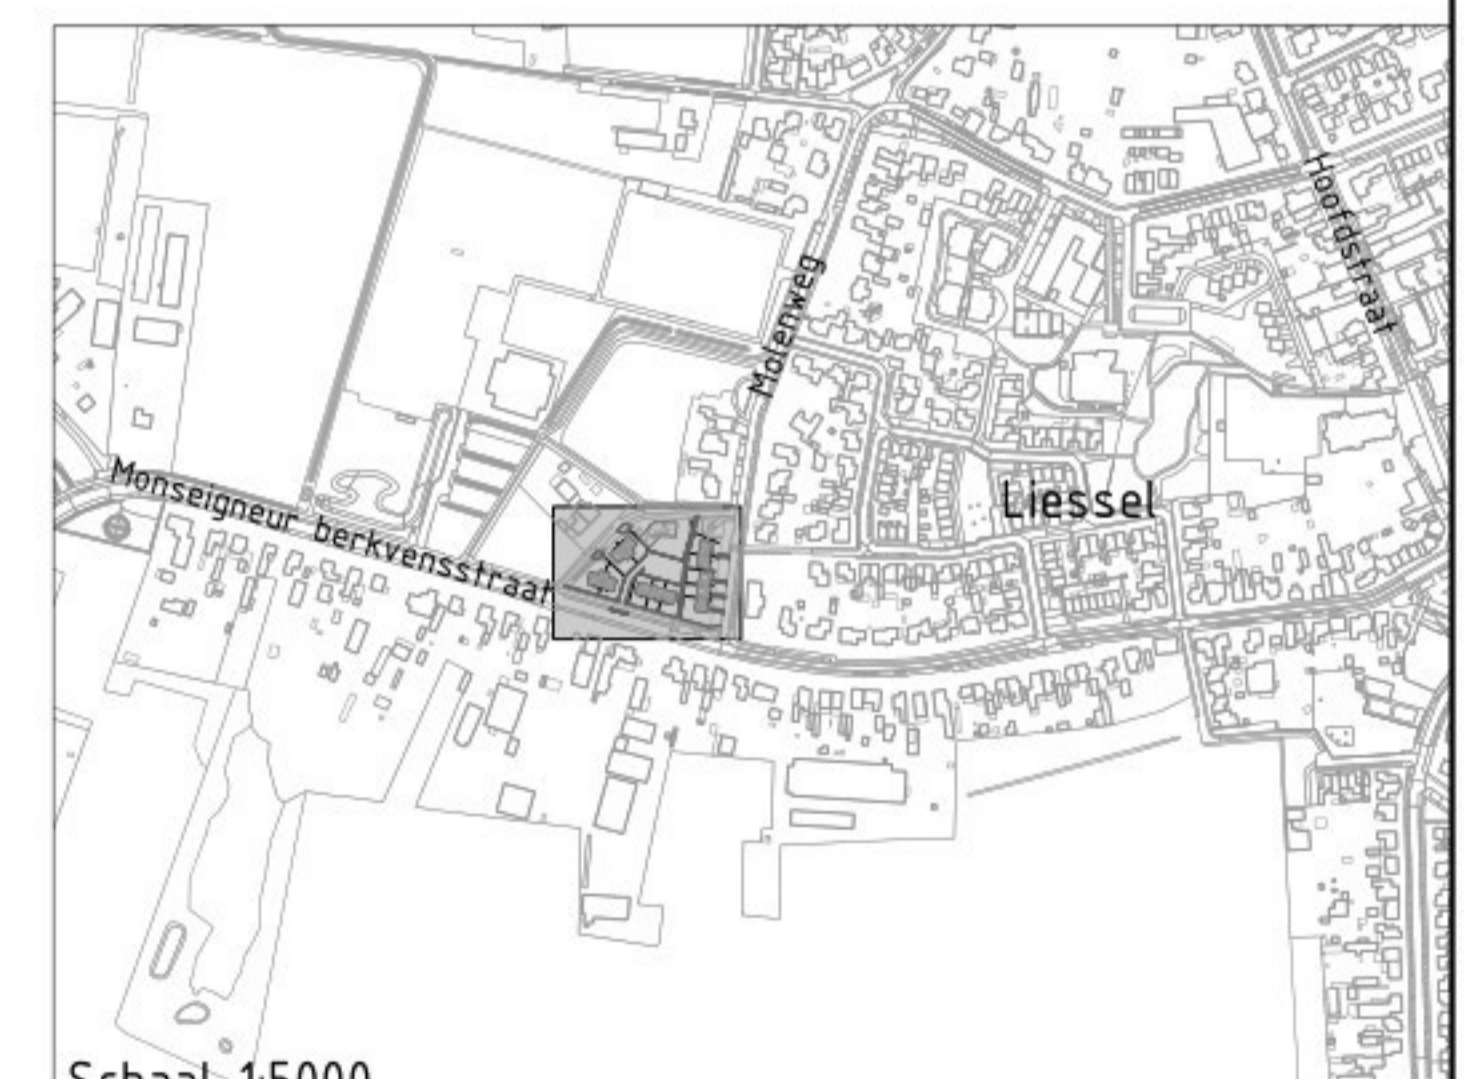 Hoofdstraat
Molenweg
Monseigneur berkvensstraat
Liessel
Schaal 1:5000